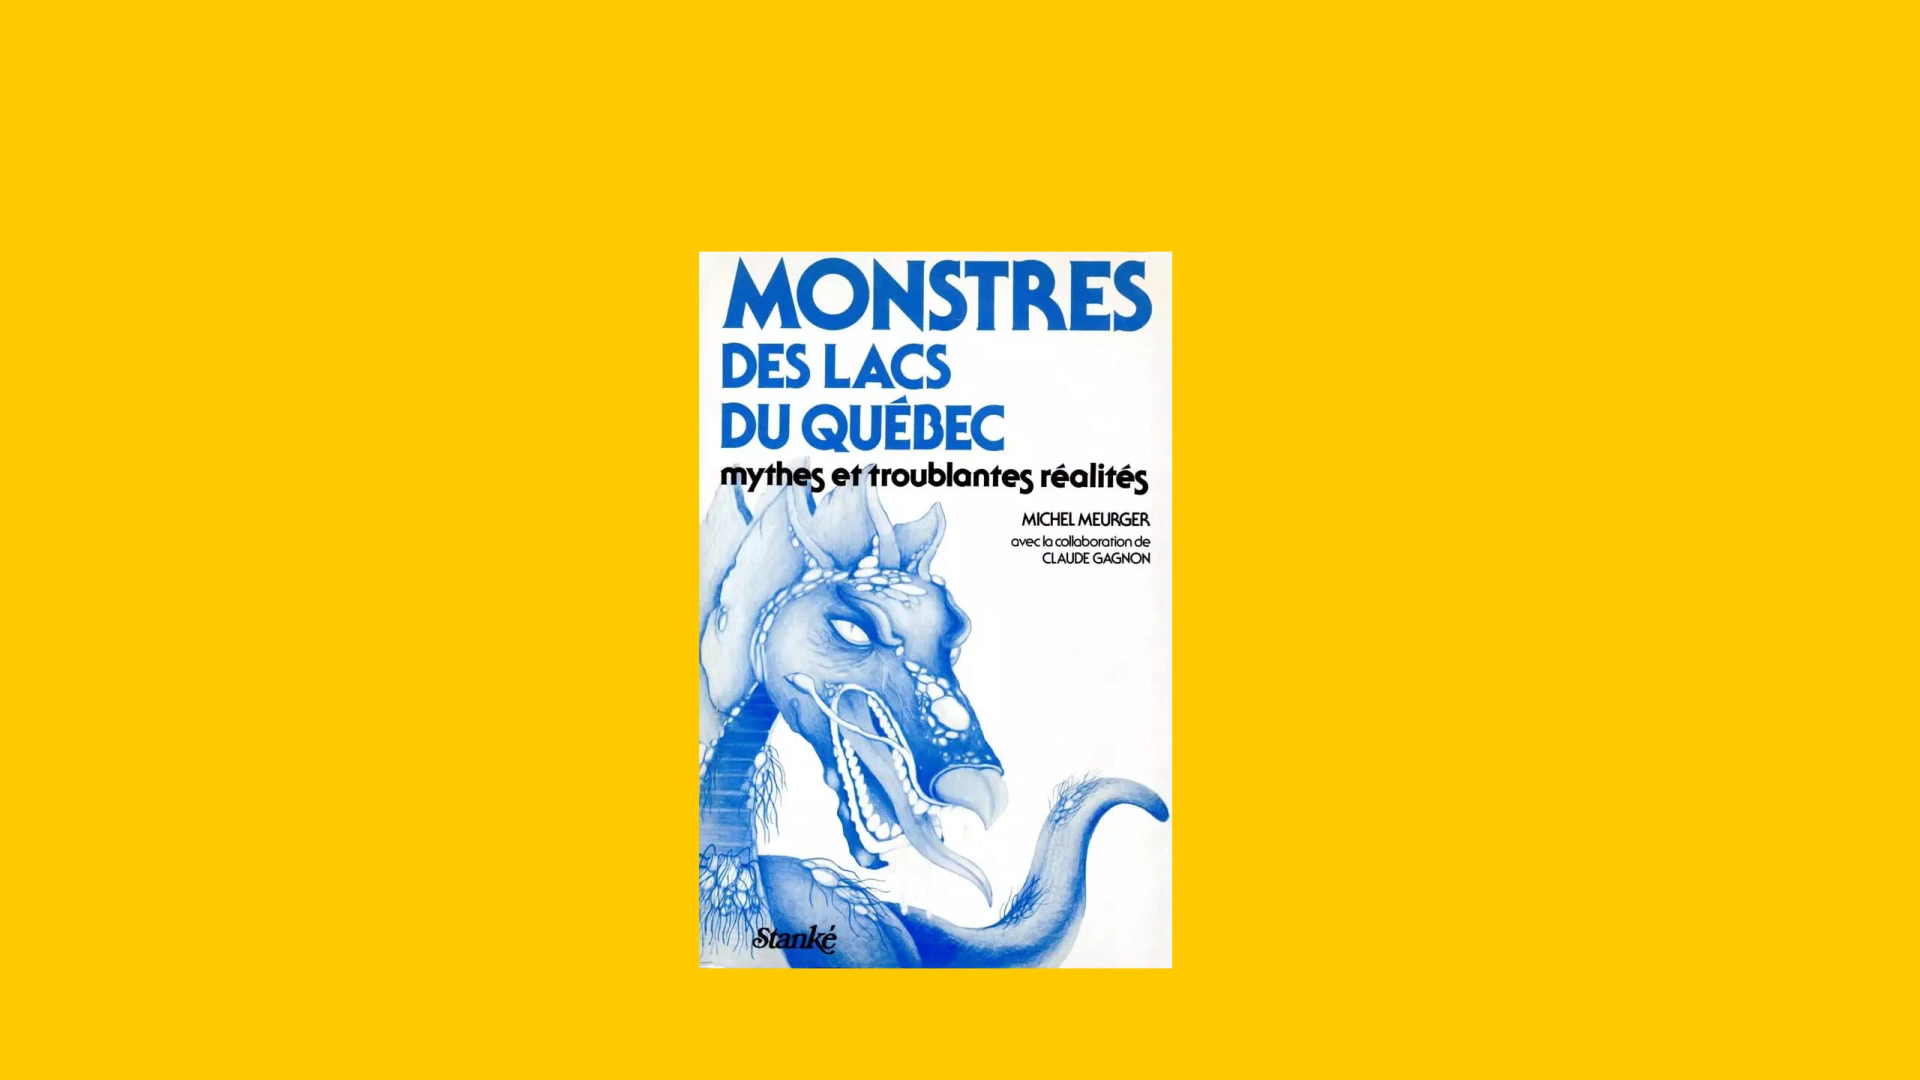 MONSTRES
DES LACS
DU QUÉBEC
mythes et troublantes réalités
MICHEL MEURGER
avec la collaboration de
CLAUDE GAGNON
Stanké